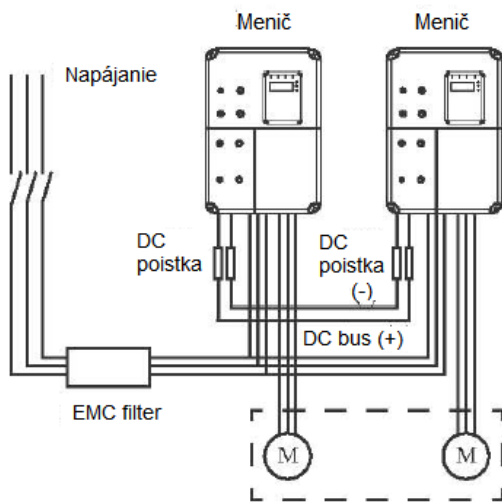 Menič
Menič
Napájanie
DC
poistka
DC
poistka
(-)
DC bus (+)
EMC filter
M
M